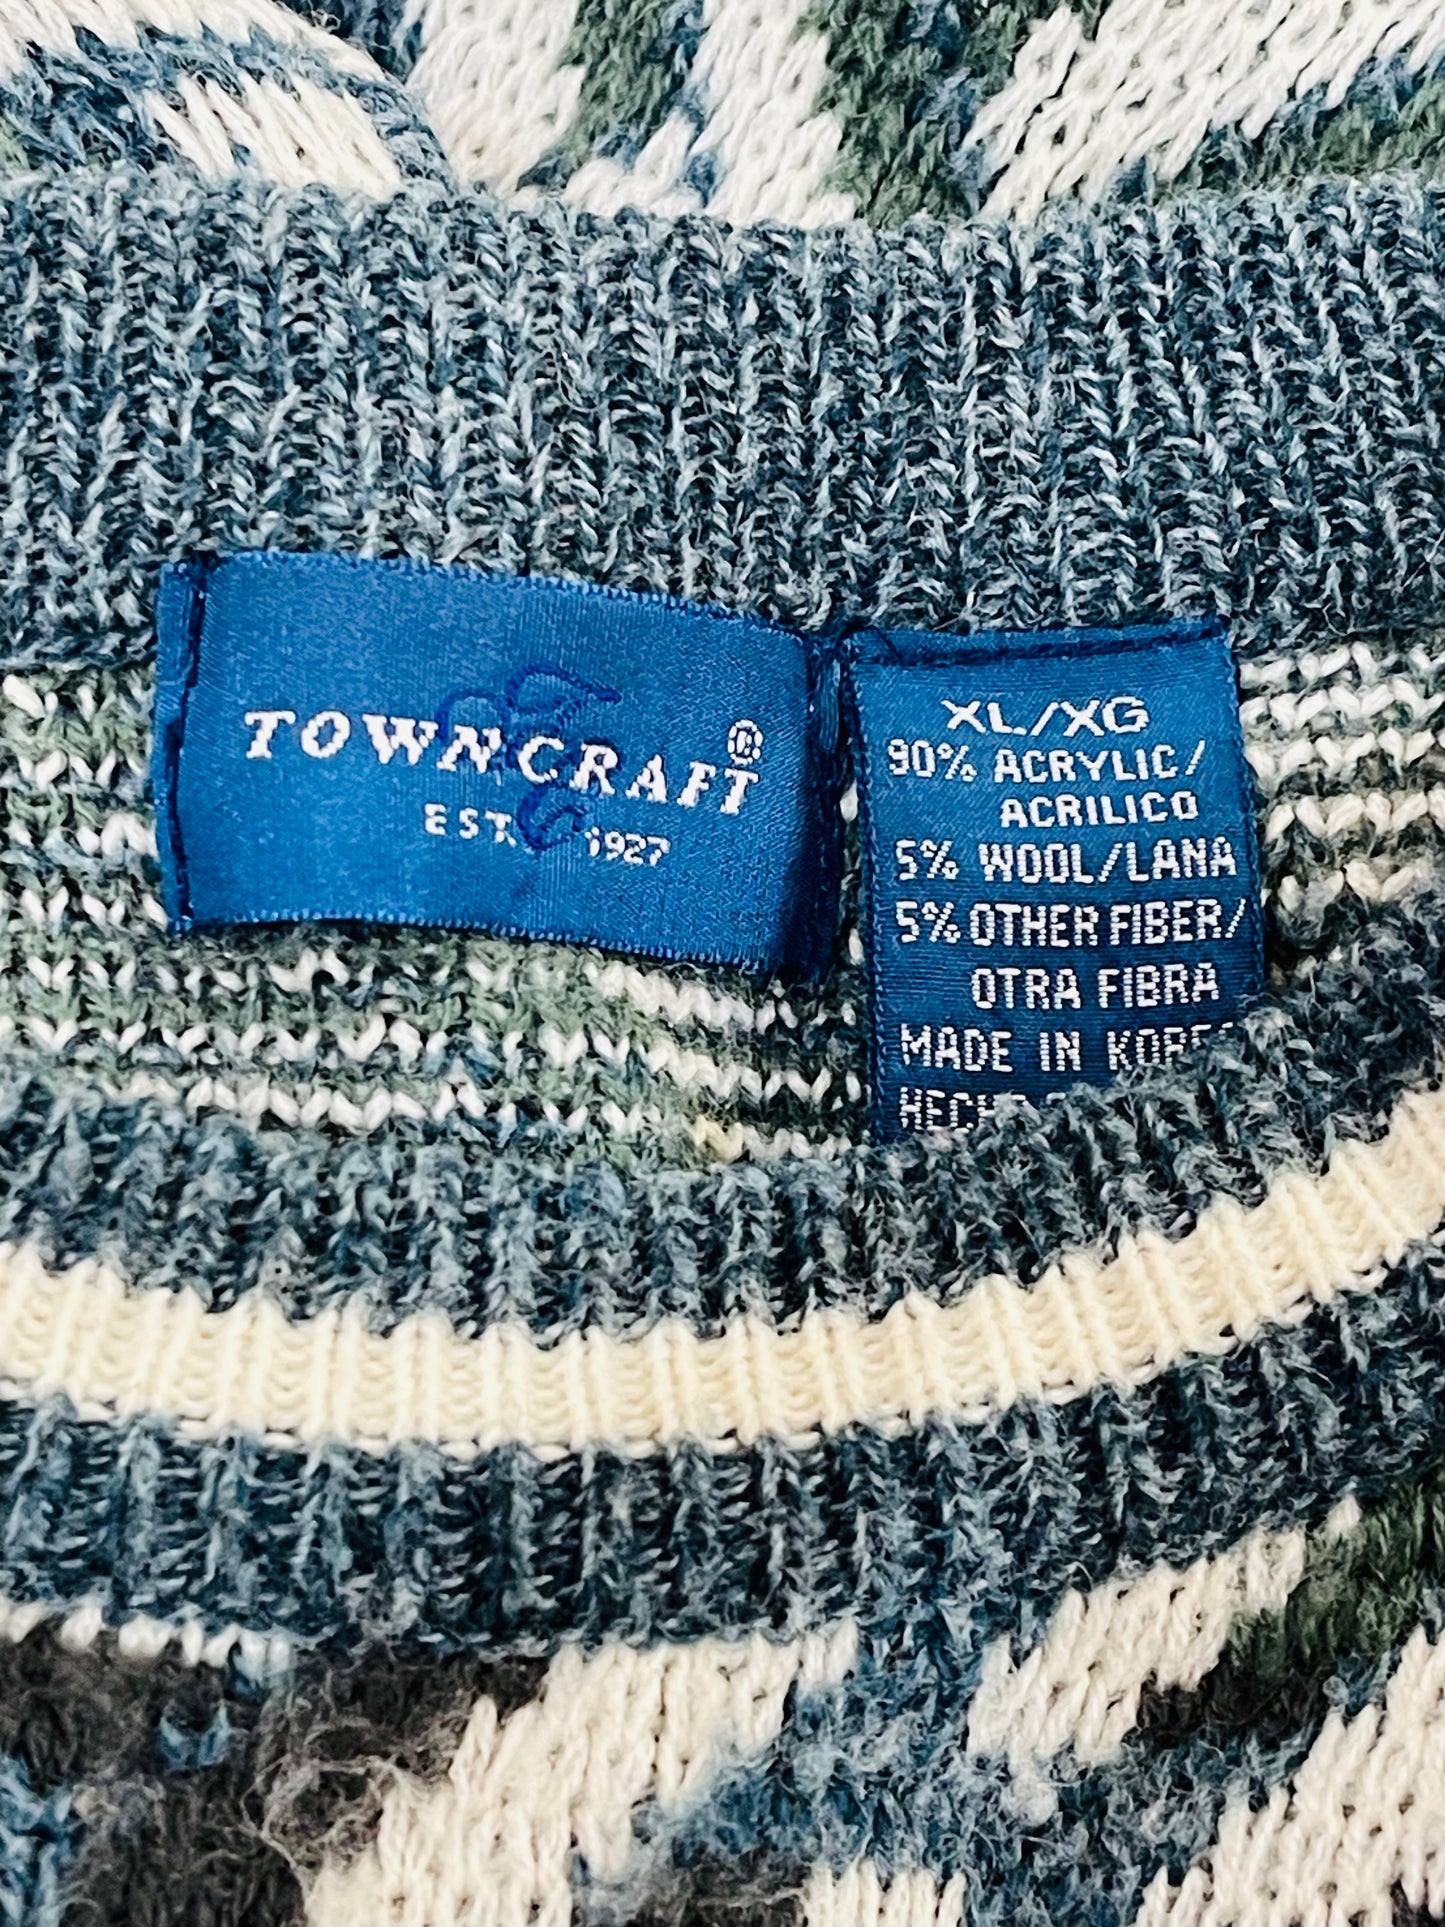 TOWNCRAFT®
EST. 1927
XL/XG
90% ACRYLIC/
ACRILICO
5% WOOL/LANA
5% OTHER FIBER/
OTRA FIBRA
MADE IN